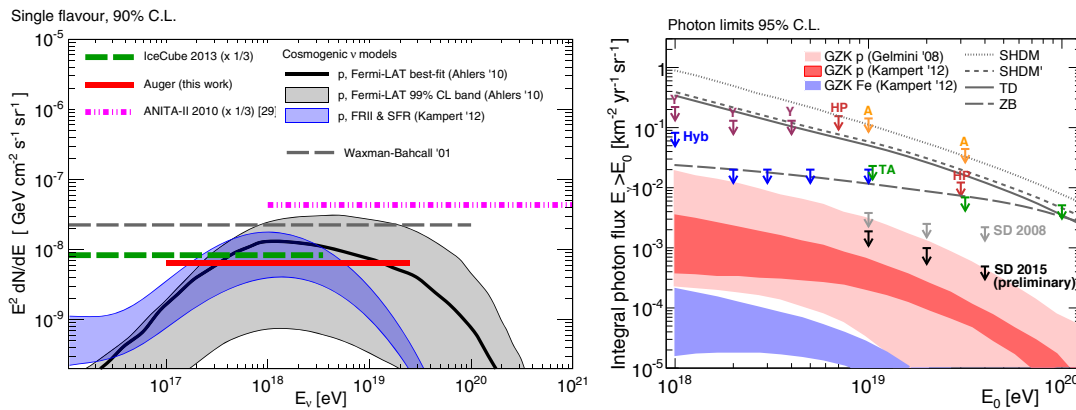 Single flavour, 90% C.L.
10^-5
10^-6
10^-7
10^-8
10^-9
E^2 dN/dE [ GeV cm^-2 s^-1 sr^-1 ]
IceCube 2013 (x 1/3)
Auger (this work)
ANITA-II 2010 (x 1/3) [29]
Cosmogenic ν models
p, Fermi-LAT best-fit (Ahlers '10)
p, Fermi-LAT 99% CL band (Ahlers '10)
p, FRII & SFR (Kampert '12)
Waxman-Bahcall '01
10^17
10^18
10^19
10^20
10^21
E_ν [eV]
Photon limits 95% C.L.
1
10^-1
10^-2
10^-3
10^-4
10^-5
Integral photon flux E_γ>E_0 [km^-2 yr^-1 sr^-1]
GZK p (Gelmini '08)
GZK p (Kampert '12)
GZK Fe (Kampert '12)
SHDM
SHDM'
TD
ZB
Y
Y
Y
HP
A
Hyb
A
TA
HP
SD 2008
SD 2015
(preliminary)
10^18
10^19
10^20
E_0 [eV]